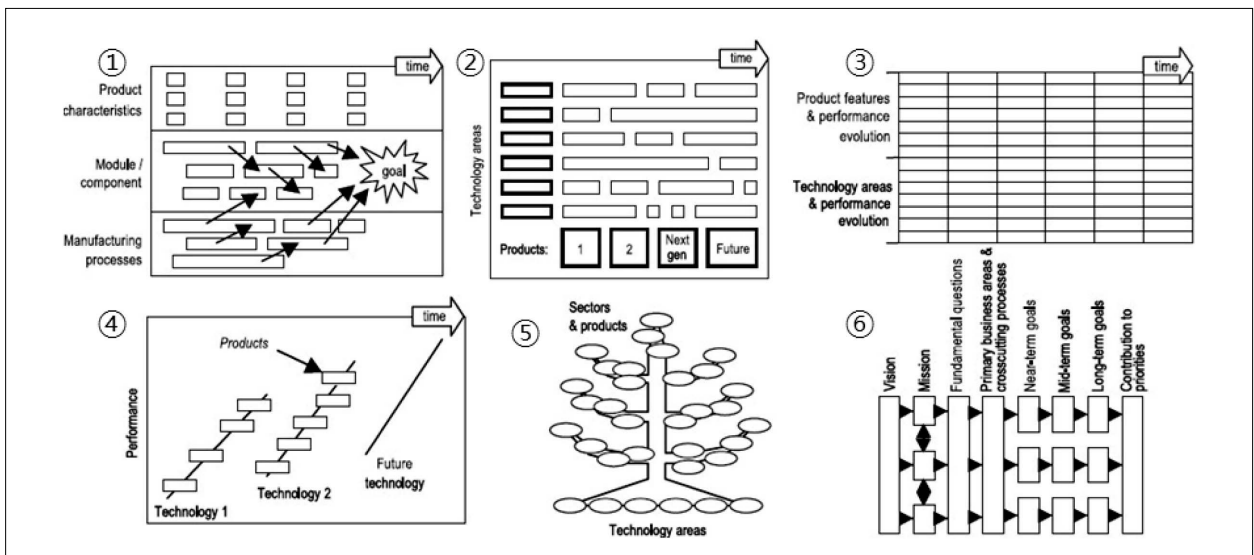 ①
time
Product
characteristics
Module /
component
goal
Manufacturing
processes
②
time
Technology areas
Products:
1
2
Next
gen
Future
③
time
Product features
& performance
evolution
Technology areas
& performance
evolution
④
time
Performance
Products
Technology 1
Technology 2
Future
technology
⑤
Sectors
& products
Technology areas
⑥
Vision
Mission
Fundamental questions
Primary business areas &
crosscutting processes
Near-term goals
Mid-term goals
Long-term goals
Contribution to
priorities